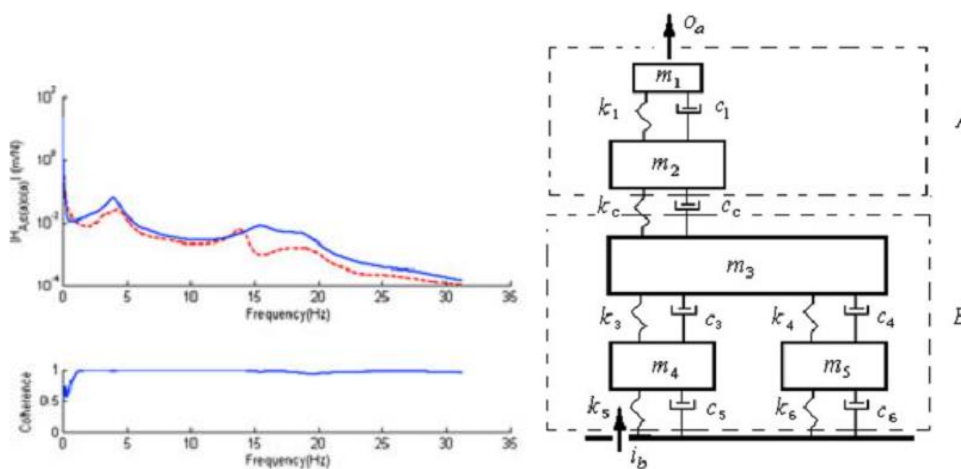 |H_A,c(a)c(a)| (m/N)
10²
10⁰
10⁻²
10⁻⁴
0 5 10 15 20 25 30 35
Frequency(Hz)
Coherence
1
0.5
0
0 5 10 15 20 25 30 35
Frequency(Hz)
o_a
m_1
k_1 c_1
m_2
k_c c_c
m_3
k_3 c_3 k_4 c_4
m_4 m_5
k_5 c_5 k_6 c_6
i_b